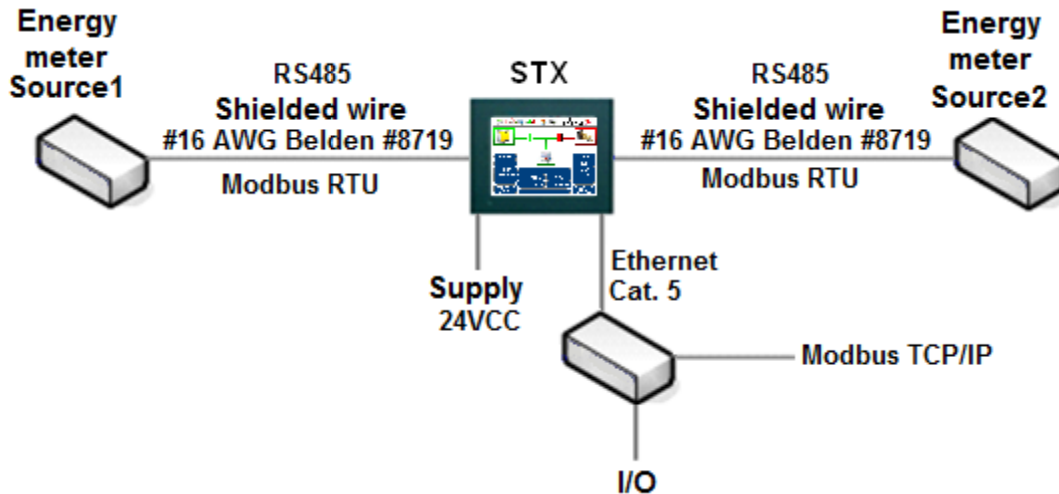 Energy
meter
Source1
RS485
Shielded wire
#16 AWG Belden #8719
Modbus RTU
STX
RS485
Shielded wire
#16 AWG Belden #8719
Modbus RTU
Energy
meter
Source2
Supply
24VCC
Ethernet
Cat. 5
Modbus TCP/IP
I/O